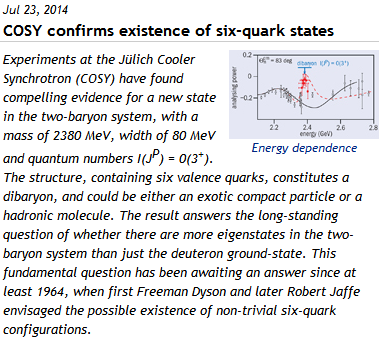 Jul 23, 2014
COSY confirms existence of six-quark states
Experiments at the Jülich Cooler
Synchrotron (COSY) have found
compelling evidence for a new state
in the two-baryon system, with a
mass of 2380 MeV, width of 80 MeV
and quantum numbers I(J^P) = 0(3^+).
The structure, containing six valence quarks, constitutes a
dibaryon, and could be either an exotic compact particle or a
hadronic molecule. The result answers the long-standing
question of whether there are more eigenstates in the two-
baryon system than just the deuteron ground-state. This
fundamental question has been awaiting an answer since at
least 1964, when first Freeman Dyson and later Robert Jaffe
envisaged the possible existence of non-trivial six-quark
configurations.
= 83 deg
dibaryon I(J^P) = 0(3^+)
0.2
0
-0.2
analysing power
2.2 2.4 2.6 2.8
energy (GeV)
Energy dependence